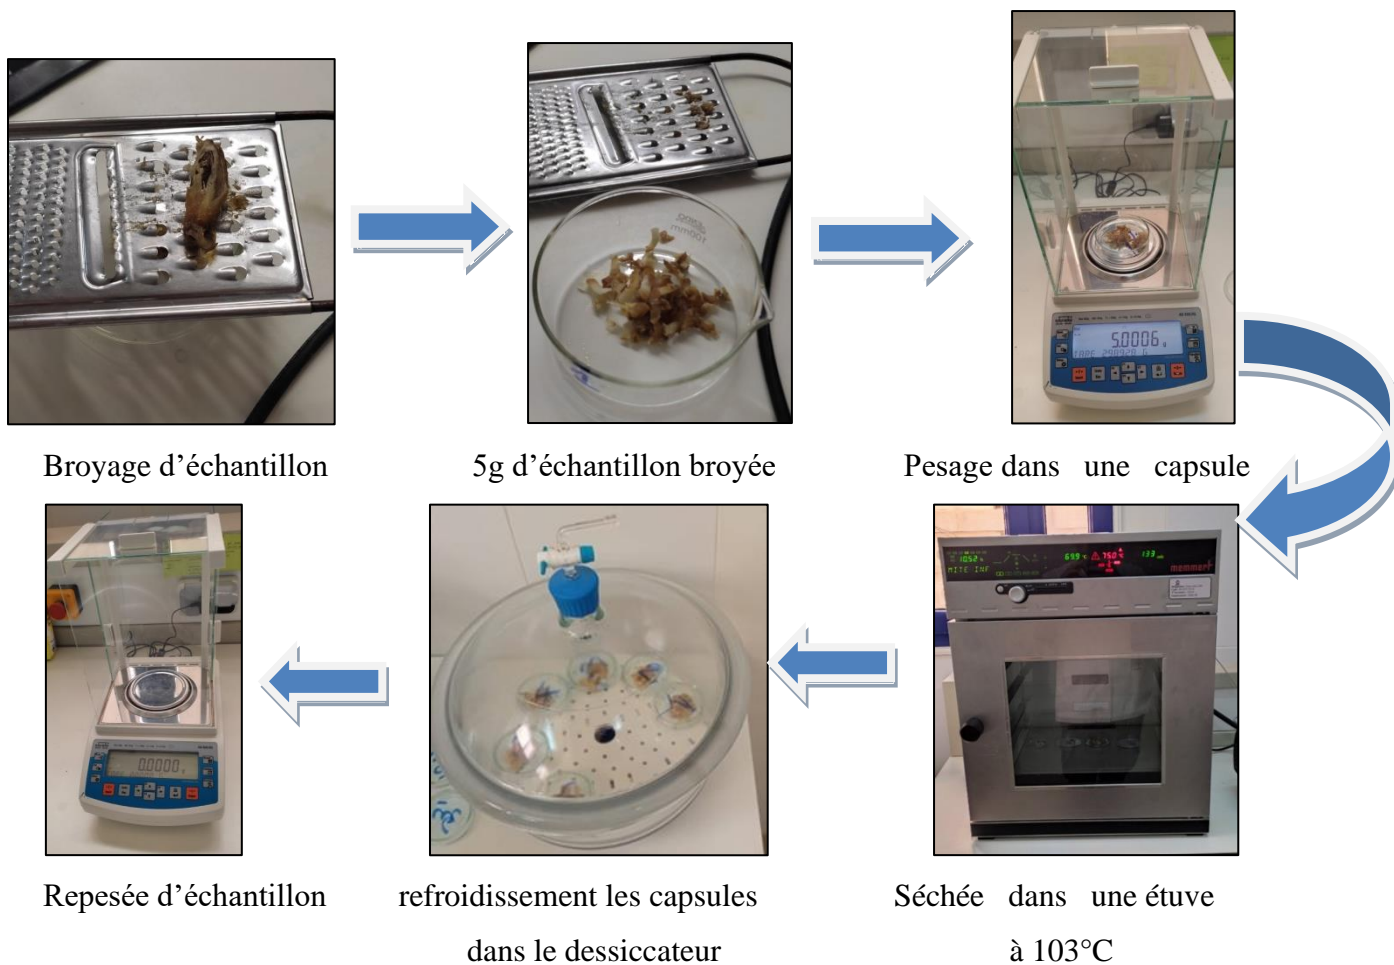 5.0006 g
Broyage d’échantillon
5g d’échantillon broyée
Pesage dans une capsule
0.0000
memmert
Repesée d’échantillon
refroidissement les capsules
dans le dessiccateur
Séchée dans une étuve
à 103°C